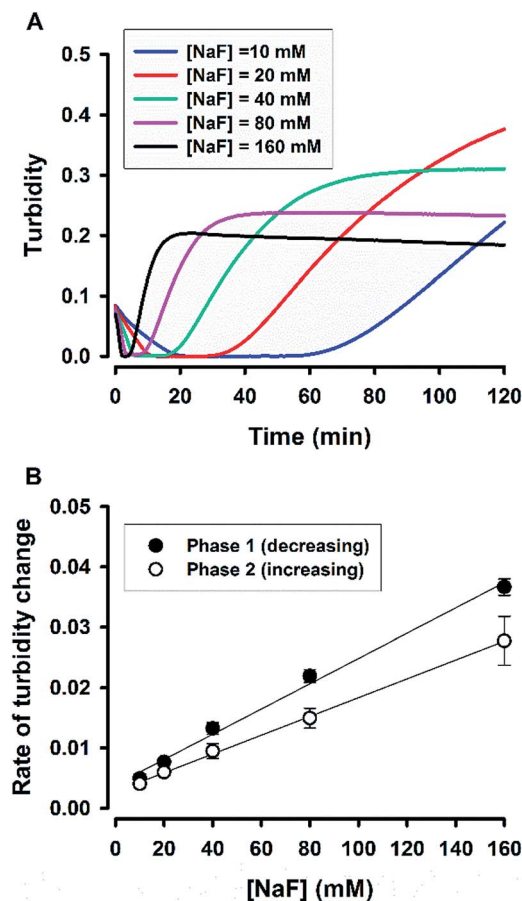 A
0.5
0.4
0.3
0.2
0.1
0.0
Turbidity
[NaF] =10 mM
[NaF] = 20 mM
[NaF] = 40 mM
[NaF] = 80 mM
[NaF] = 160 mM
0 20 40 60 80 100 120
Time (min)
B
0.05
0.04
0.03
0.02
0.01
0.00
Rate of turbidity change
Phase 1 (decreasing)
Phase 2 (increasing)
0 20 40 60 80 100 120 140 160
[NaF] (mM)